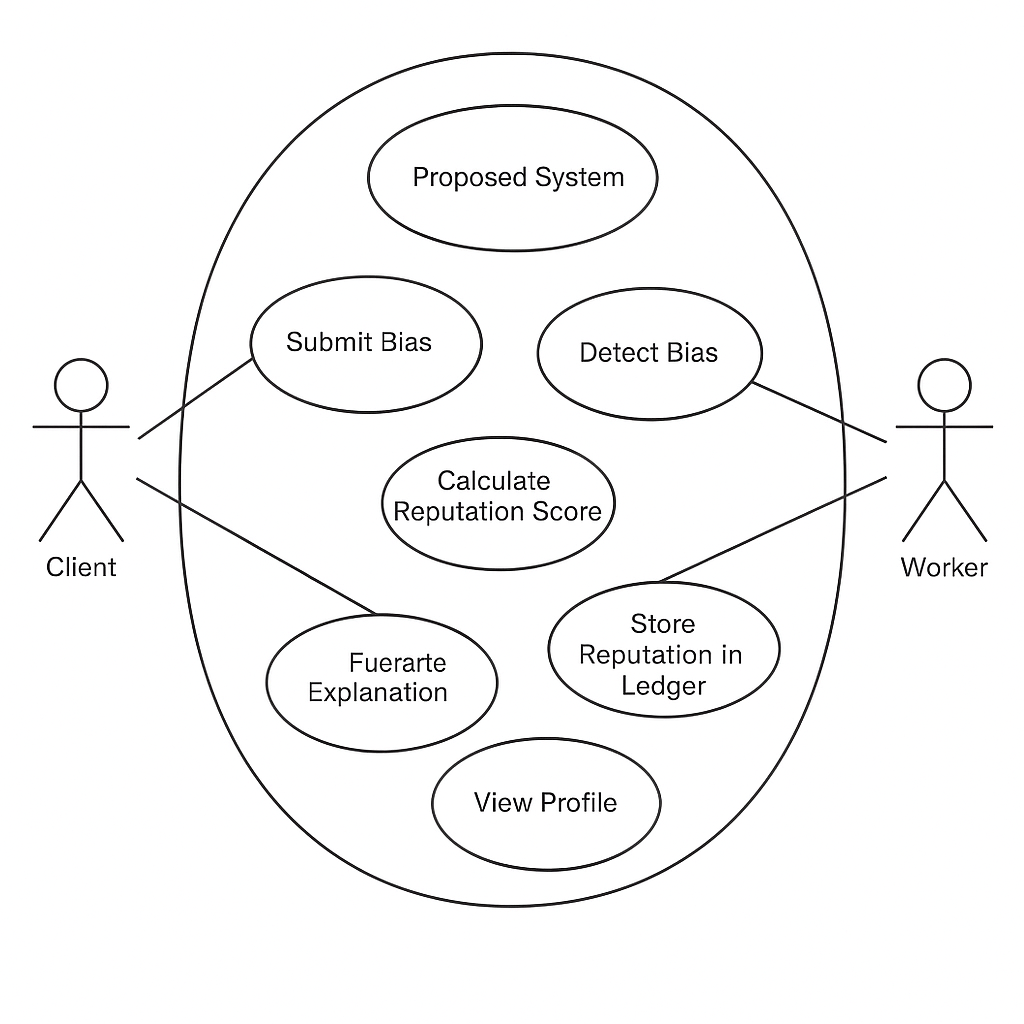 Proposed System
Submit Bias
Detect Bias
Calculate
Reputation Score
Client
Worker
Fuerarte
Explanation
Store
Reputation in
Ledger
View Profile